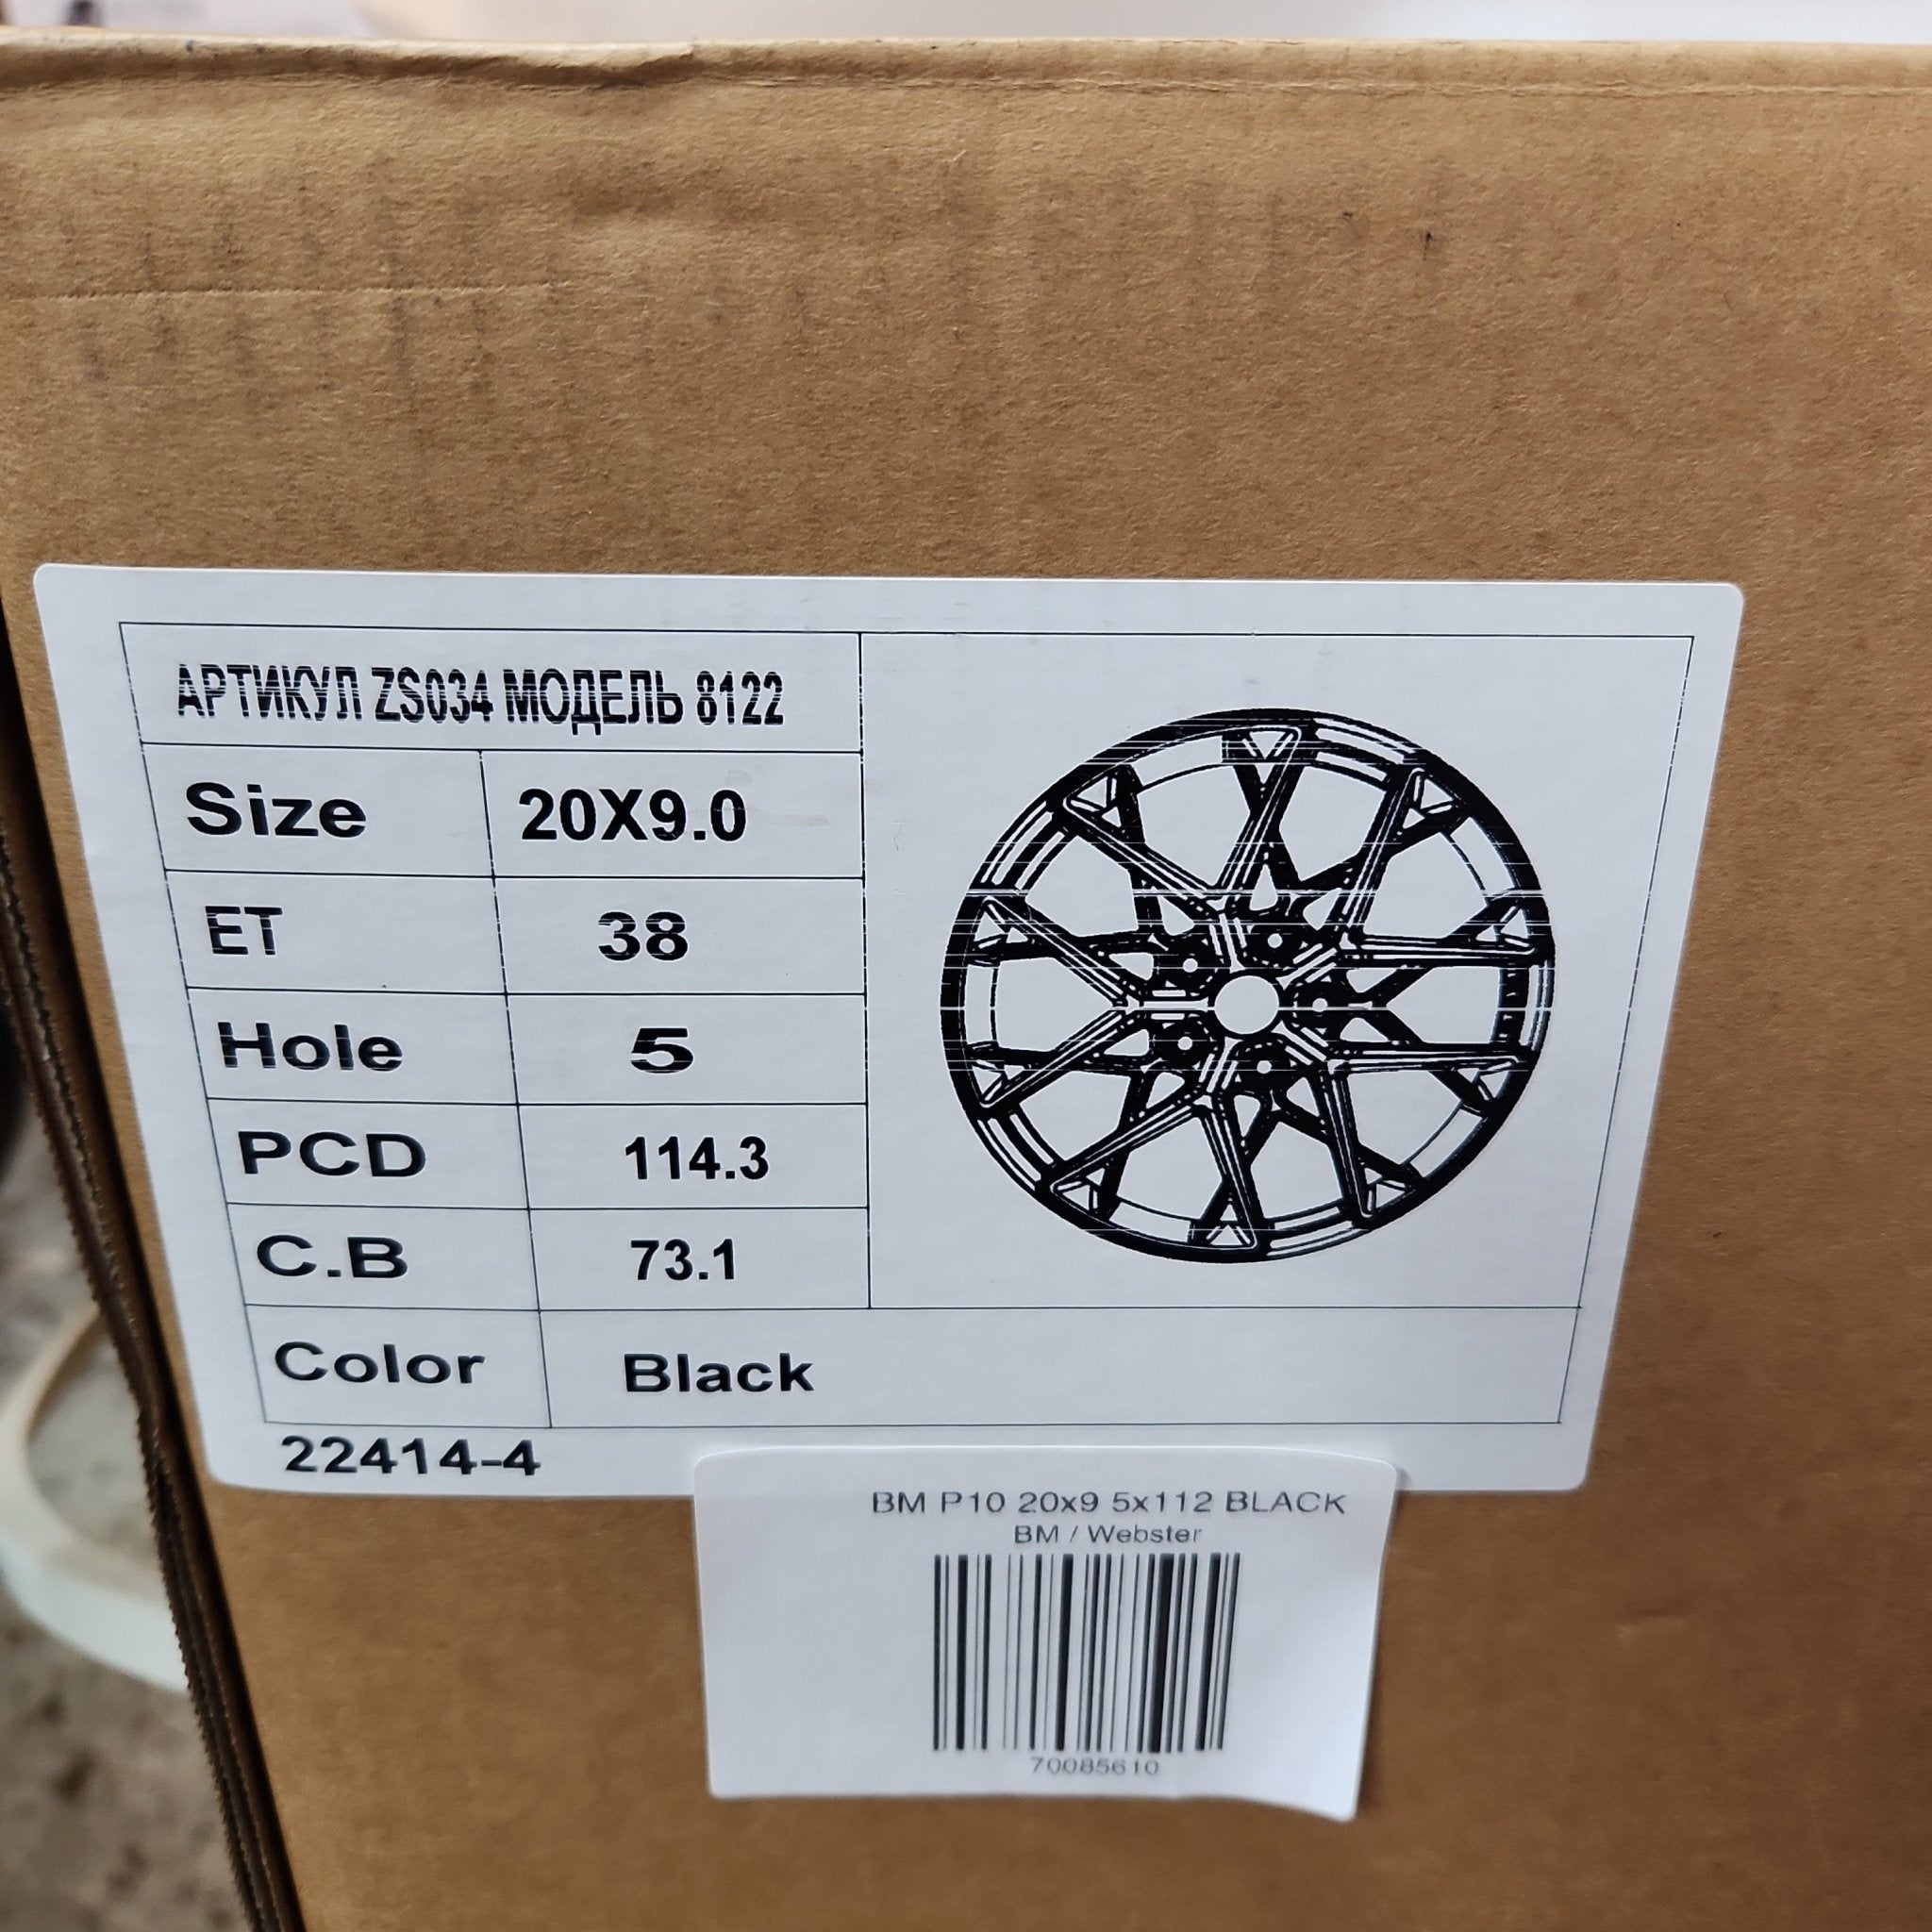 АРТИКУЛ ZS034 МОДЕЛЬ 8122
Size 20X9.0
ET 38
Hole 5
PCD 114.3
C.B 73.1
Color Black
22414-4
BM P10 20x9 5x112 BLACK
BM / Webster
70085610